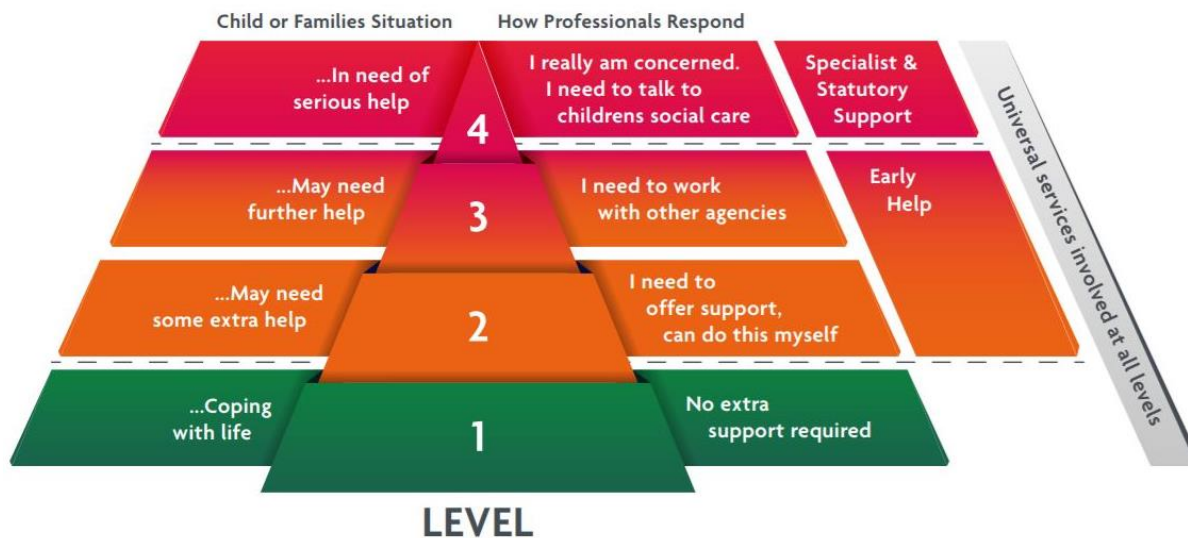 Child or Families Situation
How Professionals Respond
...In need of
serious help
4
I really am concerned.
I need to talk to
childrens social care
Specialist &
Statutory
Support
...May need
further help
3
I need to work
with other agencies
Early
Help
...May need
some extra help
2
I need to
offer support,
can do this myself
...Coping
with life
1
No extra
support required
Universal services involved at all levels
LEVEL